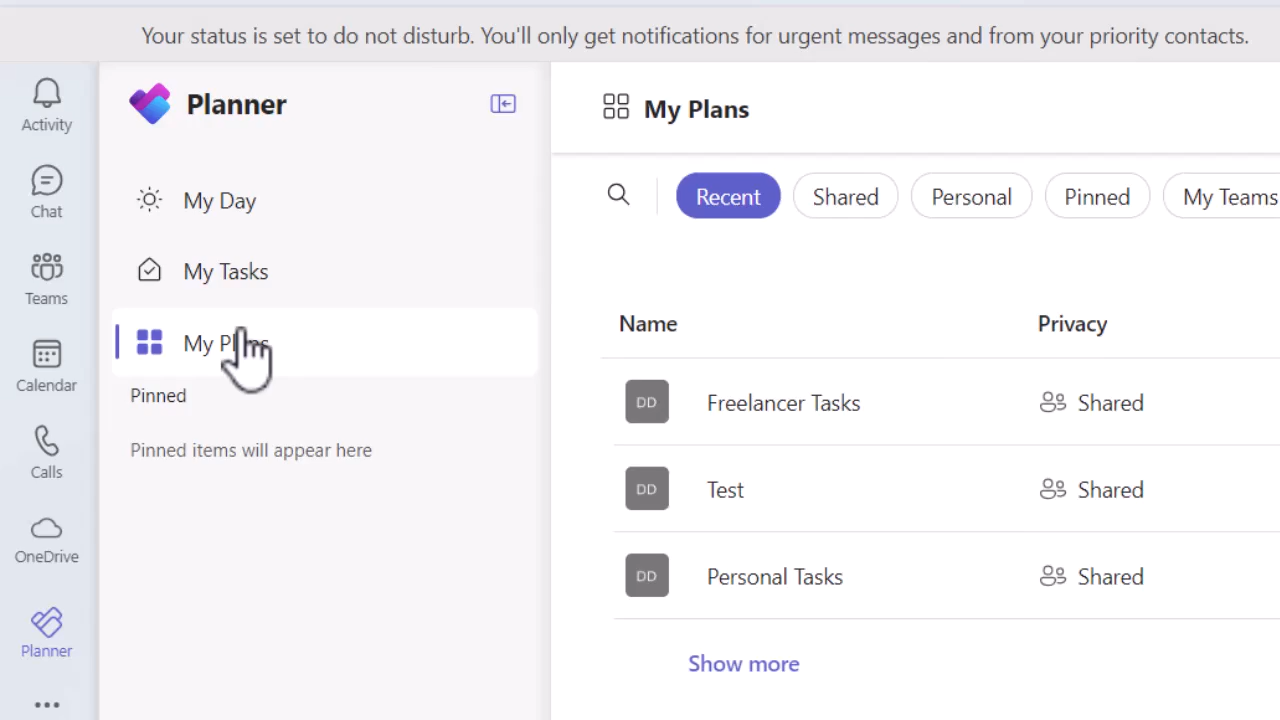 Your status is set to do not disturb. You'll only get notifications for urgent messages and from your priority contacts.
Activity
Chat
Teams
Calendar
Calls
OneDrive
Planner
Planner
My Day
My Tasks
My Plans
Pinned
Pinned items will appear here
My Plans
Recent
Shared
Personal
Pinned
My Teams
Name
Privacy
DD
Freelancer Tasks
Shared
DD
Test
Shared
DD
Personal Tasks
Shared
Show more